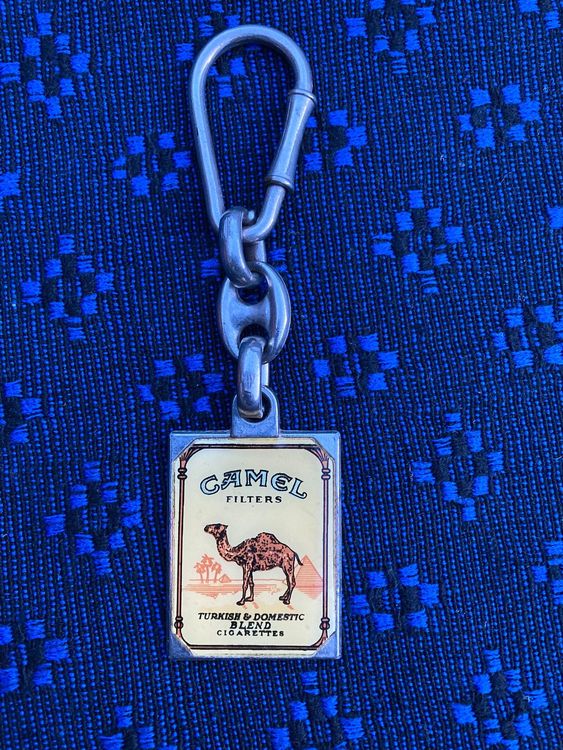 CAMEL
FILTERS
TURKISH & DOMESTIC
BLEND
CIGARETTES